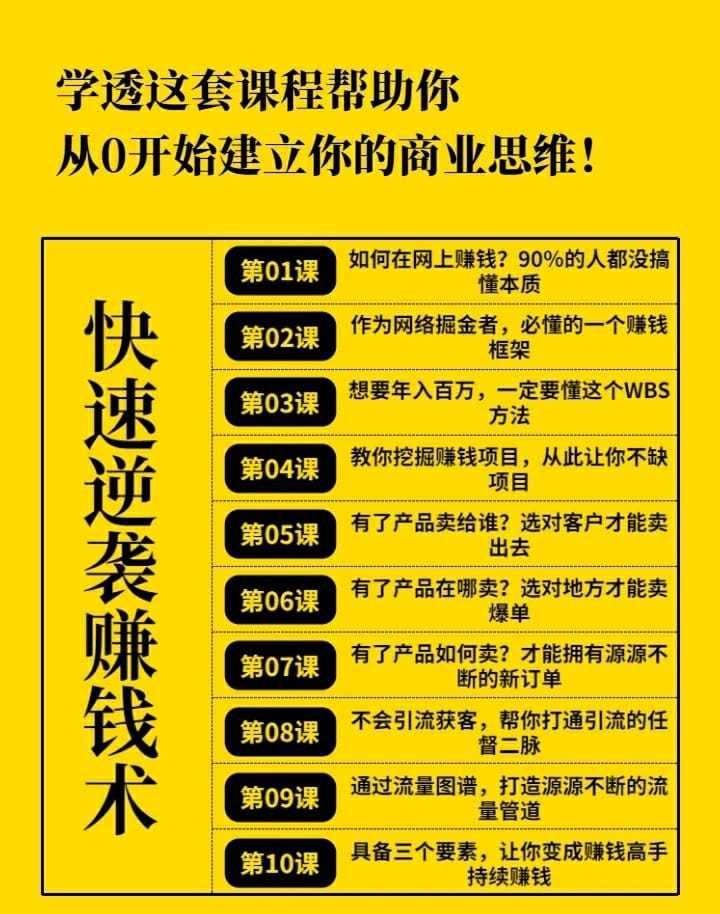 学透这套课程帮助你
从0开始建立你的商业思维！
快速逆袭赚钱术
第01课
如何在网上赚钱？90%的人都没搞
懂本质
第02课
作为网络掘金者，必懂的一个赚钱
框架
第03课
想要年入百万，一定要懂这个WBS
方法
第04课
教你挖掘赚钱项目，从此让你不缺
项目
第05课
有了产品卖给谁？选对客户才能卖
出去
第06课
有了产品在哪卖？选对地方才能卖
爆单
第07课
有了产品如何卖？才能拥有源源不
断的新订单
第08课
不会引流获客，帮你打通引流的任
督二脉
第09课
通过流量图谱，打造源源不断的流
量管道
第10课
具备三个要素，让你变成赚钱高手
持续赚钱